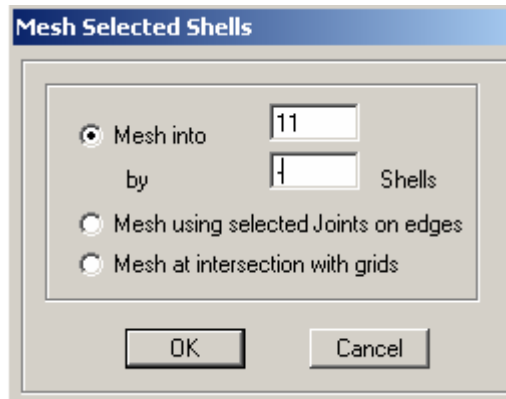 Mesh Selected Shells
Mesh into 11
by Shells
Mesh using selected Joints on edges
Mesh at intersection with grids
OK Cancel